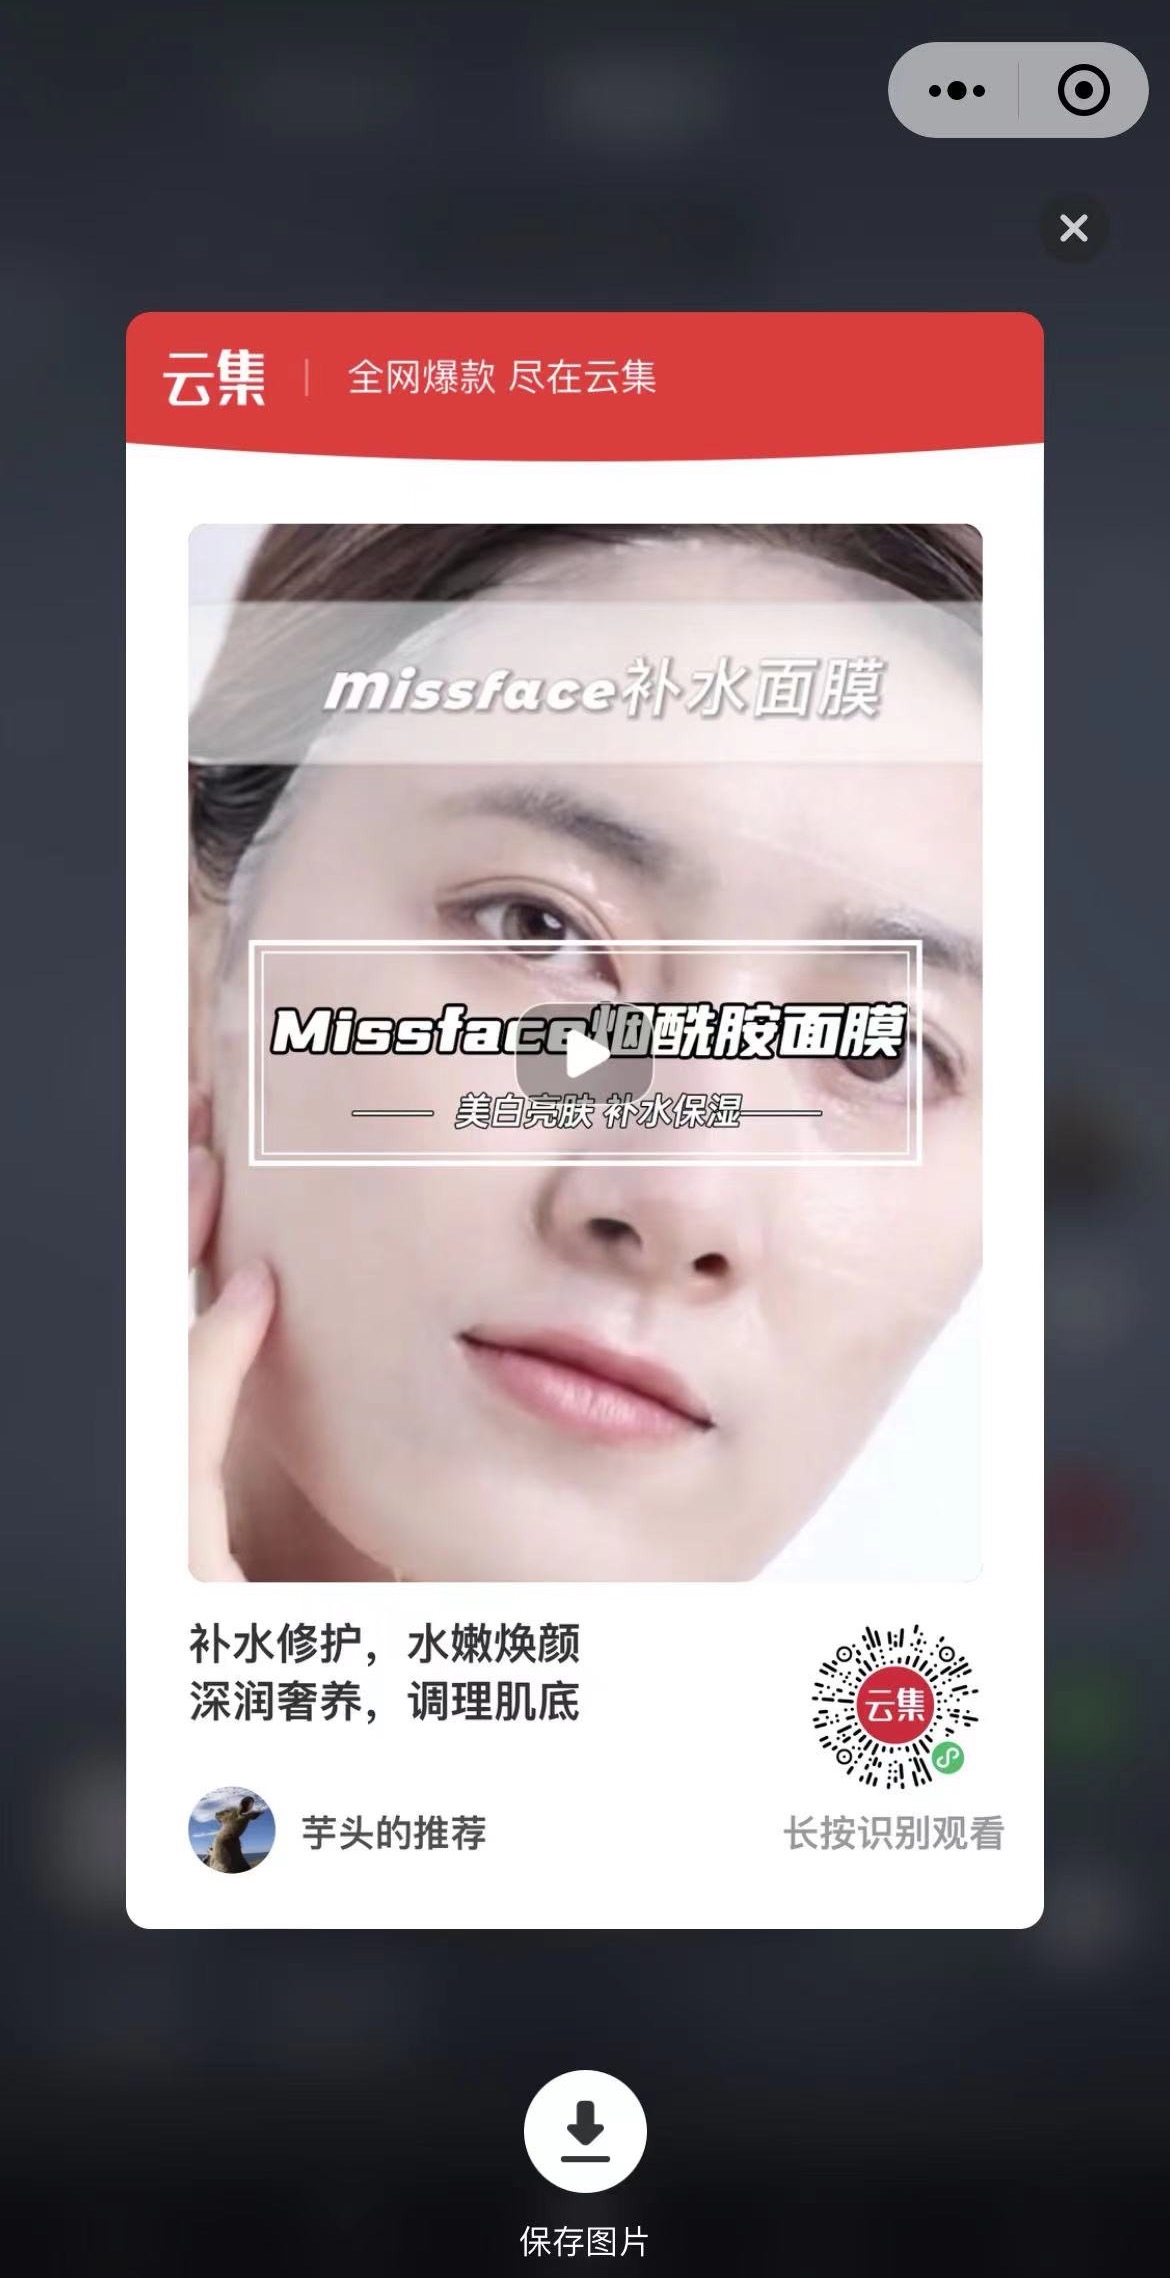 云集 全网爆款 尽在云集
missface补水面膜
Missface烟酰胺面膜
美白亮肤 补水保湿
补水修护，水嫩焕颜
深润奢养，调理肌底
云集
芋头的推荐
长按识别观看
保存图片